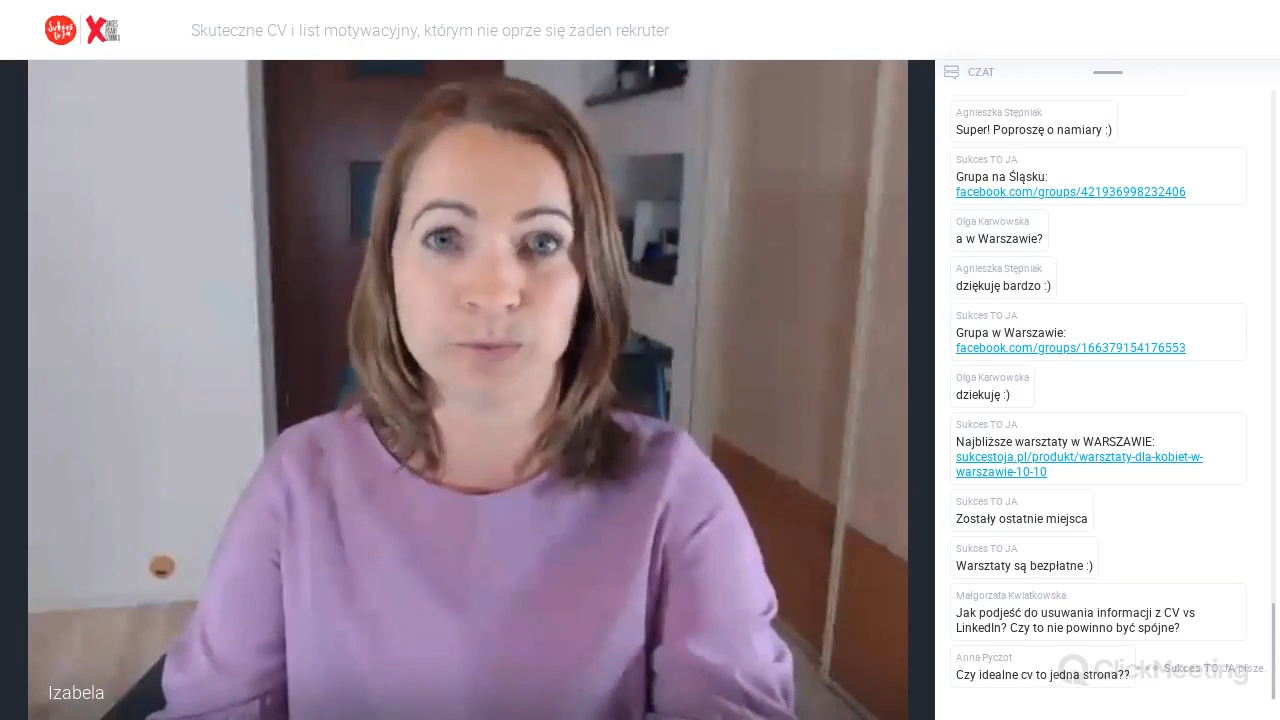 Sukces to Ja
Skuteczne CV i list motywacyjny, którym nie oprze się żaden rekruter
CZAT
Agnieszka Stępniak
Super! Poproszę o namiary :)
Sukces TO JA
Grupa na Śląsku:
facebook.com/groups/421936998232406
Olga Karwowska
a w Warszawie?
Agnieszka Stępniak
dziękuję bardzo :)
Sukces TO JA
Grupa w Warszawie:
facebook.com/groups/166379154176553
Olga Karwowska
dziekuję :)
Sukces TO JA
Najbliższe warsztaty w WARSZAWIE:
sukcestoja.pl/produkt/warsztaty-dla-kobiet-w-
warszawie-10-10
Sukces TO JA
Zostały ostatnie miejsca
Sukces TO JA
Warsztaty są bezpłatne :)
Małgorzata Kwiatkowska
Jak podjeść do usuwania informacji z CV vs
LinkedIn? Czy to nie powinno być spójne?
Anna Pyczot
Czy idealne cv to jedna strona??
Sukces TO JA pisze.
ClickMeeting
Izabela